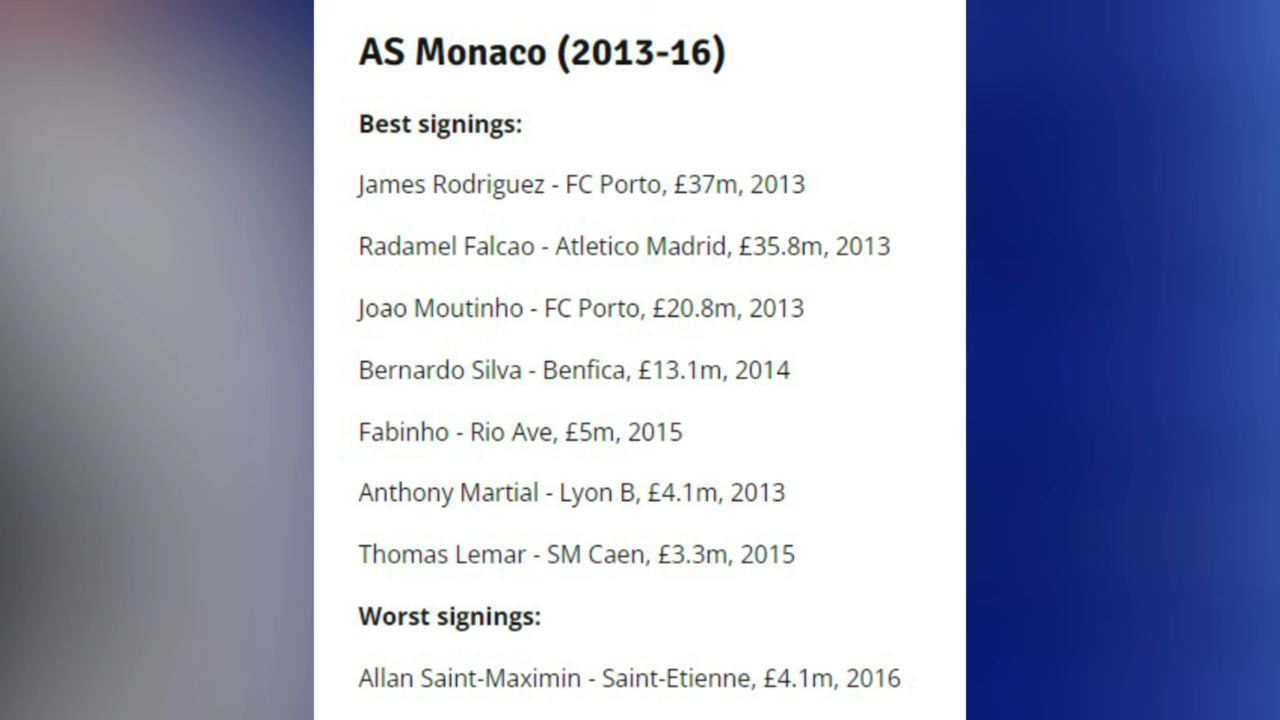 AS Monaco (2013-16)
Best signings:
James Rodriguez - FC Porto, £37m, 2013
Radamel Falcao - Atletico Madrid, £35.8m, 2013
Joao Moutinho - FC Porto, £20.8m, 2013
Bernardo Silva - Benfica, £13.1m, 2014
Fabinho - Rio Ave, £5m, 2015
Anthony Martial - Lyon B, £4.1m, 2013
Thomas Lemar - SM Caen, £3.3m, 2015
Worst signings:
Allan Saint-Maximin - Saint-Etienne, £4.1m, 2016